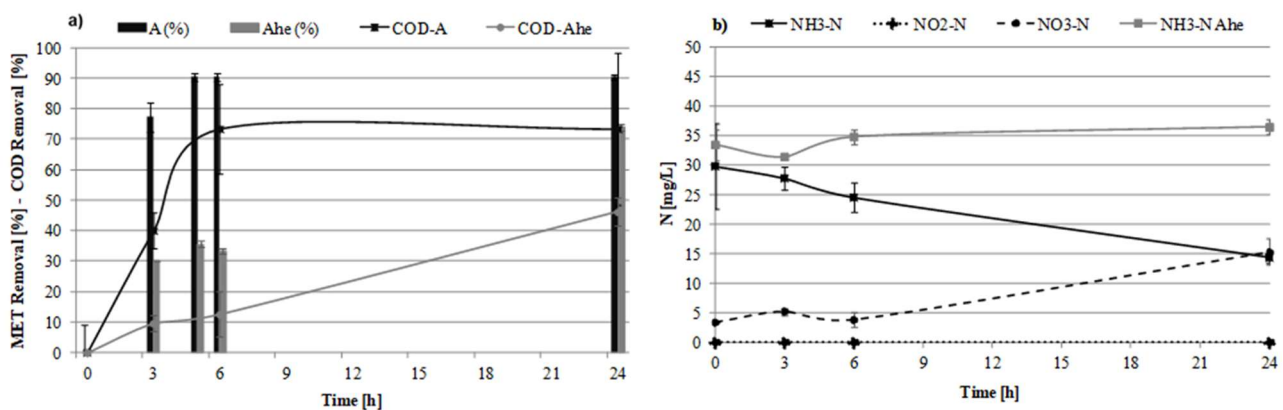 a)
A (%) Ahe (%) COD-A COD-Ahe
MET Removal [%] - COD Removal [%]
100
90
80
70
60
50
40
30
20
10
0
0 3 6 9 12 15 18 21 24
Time [h]
b)
NH3-N NO2-N NO3-N NH3-N Ahe
N [mg/L]
50
45
40
35
30
25
20
15
10
5
0
0 3 6 9 12 15 18 21 24
Time [h]